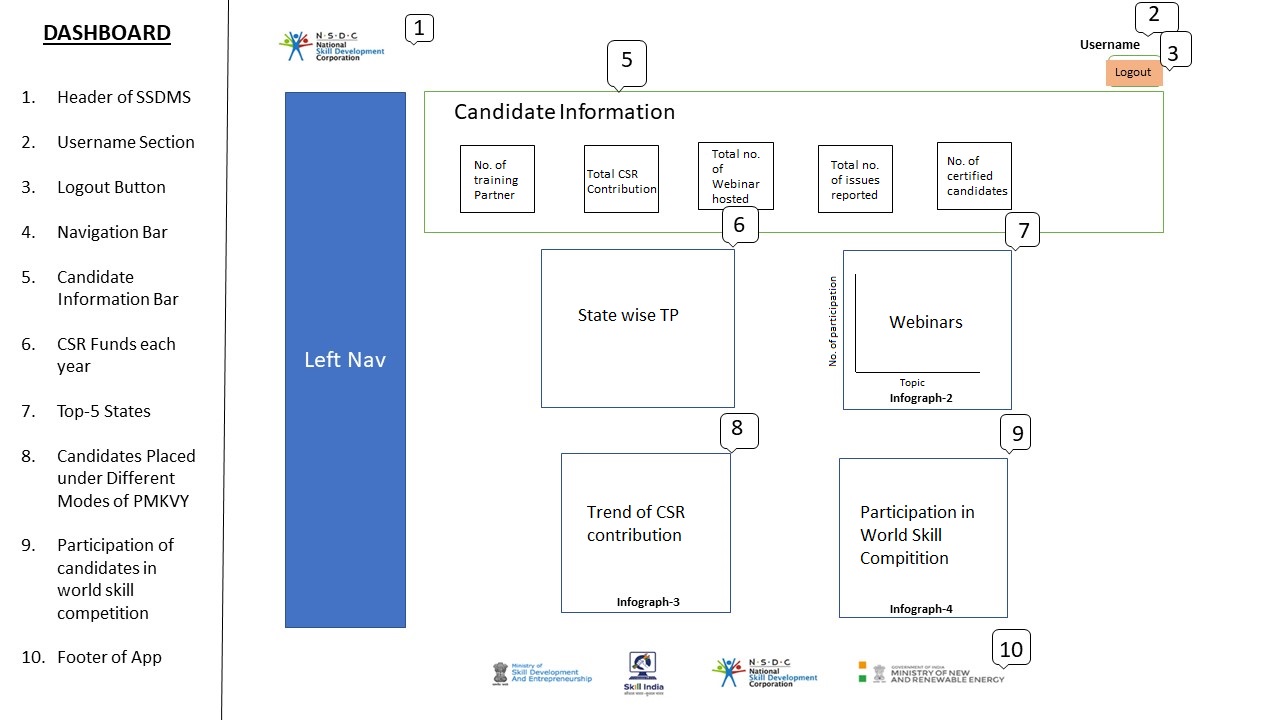 DASHBOARD
1. Header of SSDMS
2. Username Section
3. Logout Button
4. Navigation Bar
5. Candidate
Information Bar
6. CSR Funds each
year
7. Top-5 States
8. Candidates Placed
under Different
Modes of PMKVY
9. Participation of
candidates in
world skill
competition
10. Footer of App
N·S·D·C
National
Skill Development
Corporation
1
2
Username
3
Logout
5
Left Nav
Candidate Information
No. of
training
Partner
Total CSR
Contribution
Total no.
of
Webinar
hosted
Total no.
of issues
reported
No. of
certified
candidates
6
State wise TP
7
No. of participation
Webinars
Topic
Infograph-2
8
Trend of CSR
contribution
Infograph-3
9
Participation in
World Skill
Compitition
Infograph-4
10
Ministry of
Skill Development
And Entrepreneurship
Skill India
N·S·D·C
National
Skill Development
Corporation
GOVERNMENT OF INDIA
MINISTRY OF NEW
AND RENEWABLE ENERGY